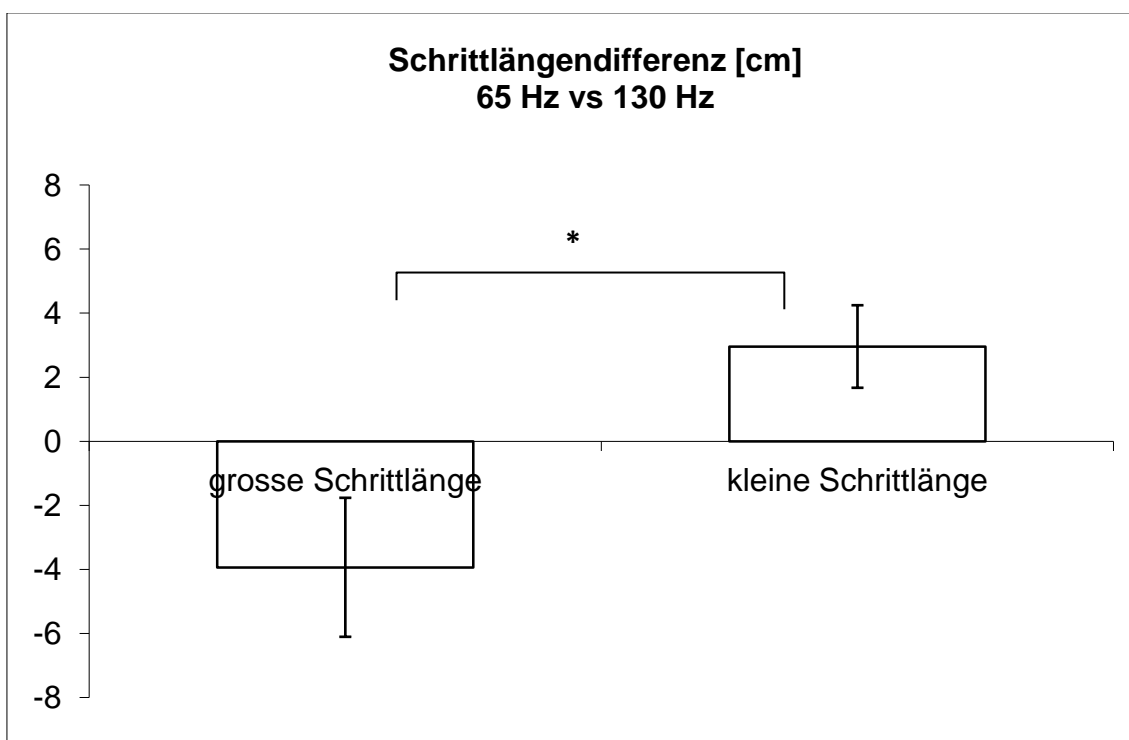 Schrittlängendifferenz [cm]
65 Hz vs 130 Hz
8
*
6
4
2
0
grosse Schrittlänge
kleine Schrittlänge
-2
-4
-6
-8